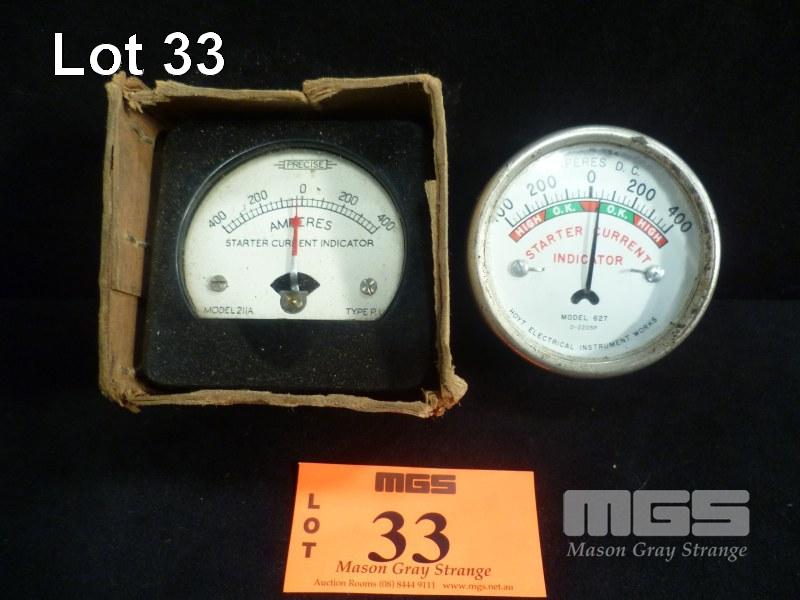 Lot 33
PRECISE
400 200 0 200 400
AMPERES
STARTER CURRENT INDICATOR
MODEL 211A
D.C.
200 0 200 400
HIGH O.K. O.K. HIGH
STARTER CURRENT
INDICATOR
MODEL 627
HOYT ELECTRICAL INSTRUMENT WORKS
MGS
LOT
33
Mason Gray Strange
Auction Rooms (08) 8444 9111 www.mgs.net.au
MGS
Mason Gray Strange